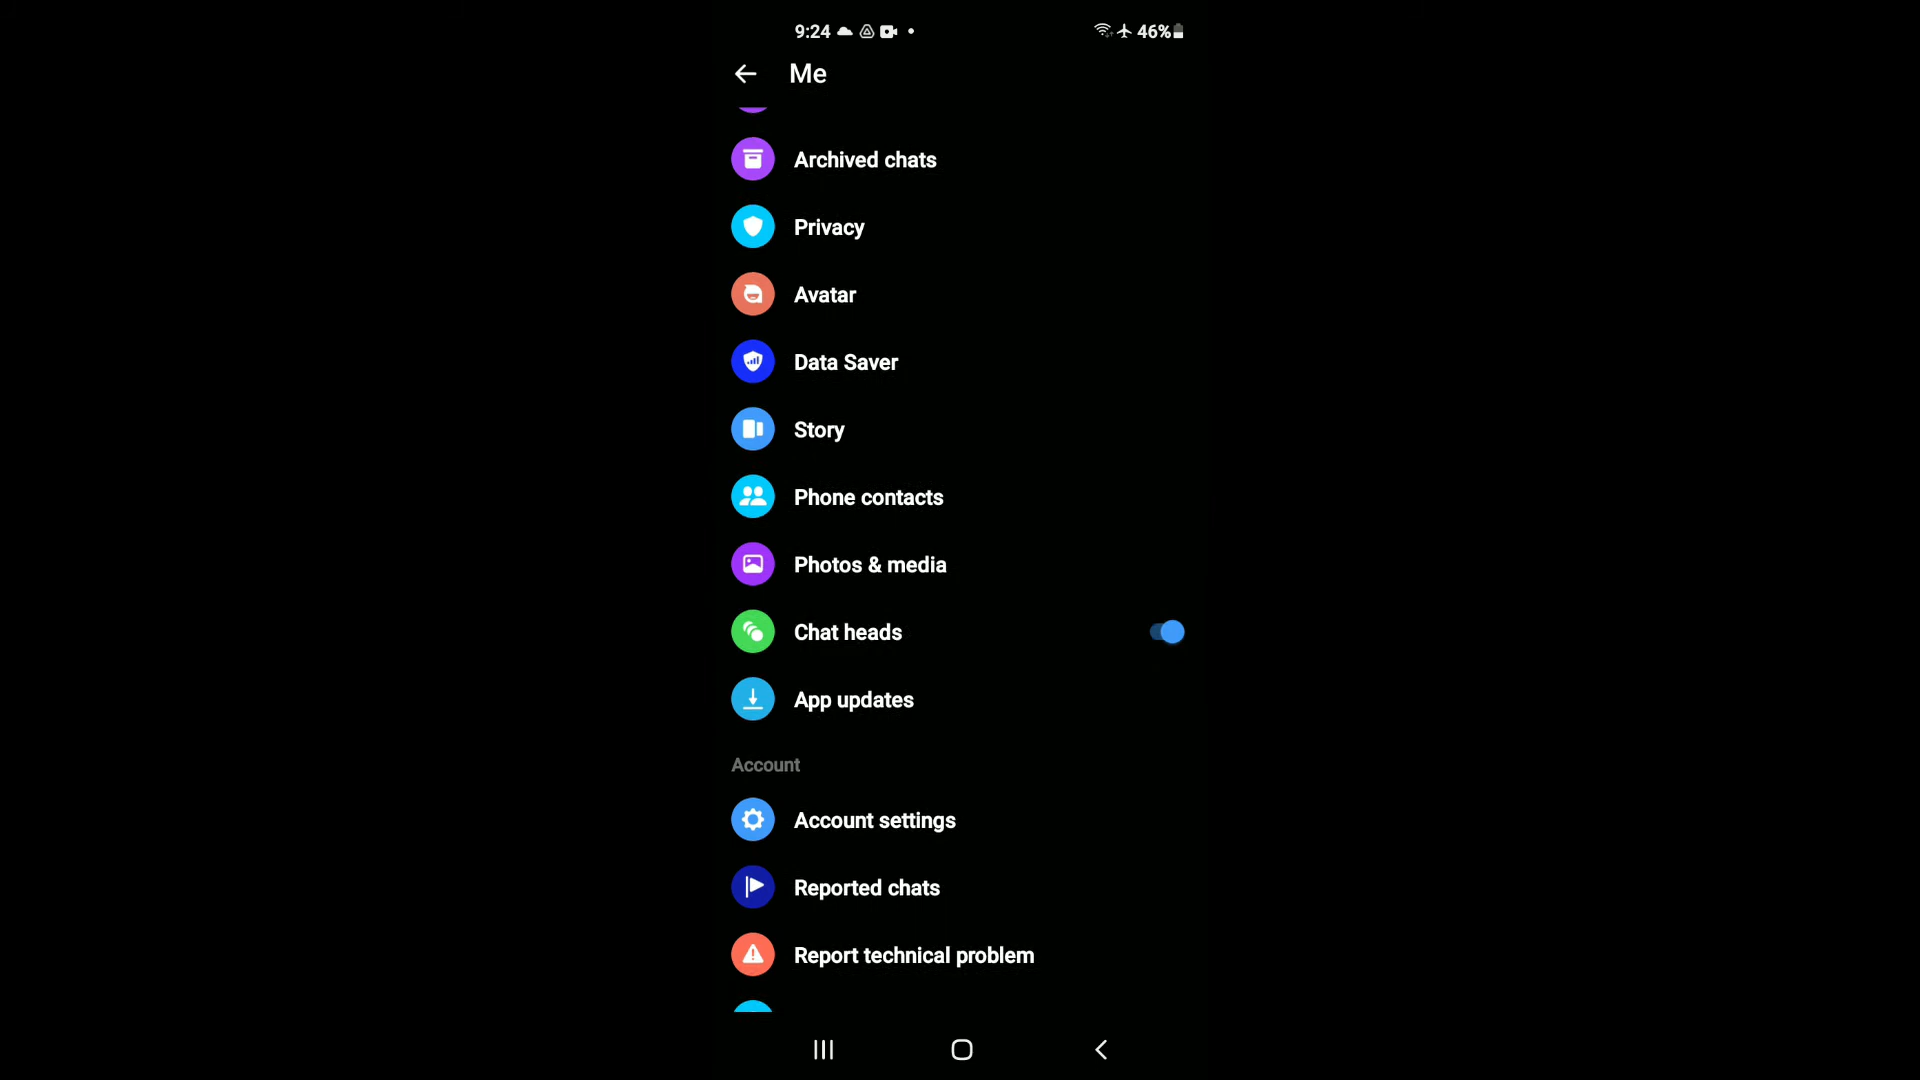 9:24 46%
Me
Archived chats
Privacy
Avatar
Data Saver
Story
Phone contacts
Photos & media
Chat heads
App updates
Account
Account settings
Reported chats
Report technical problem